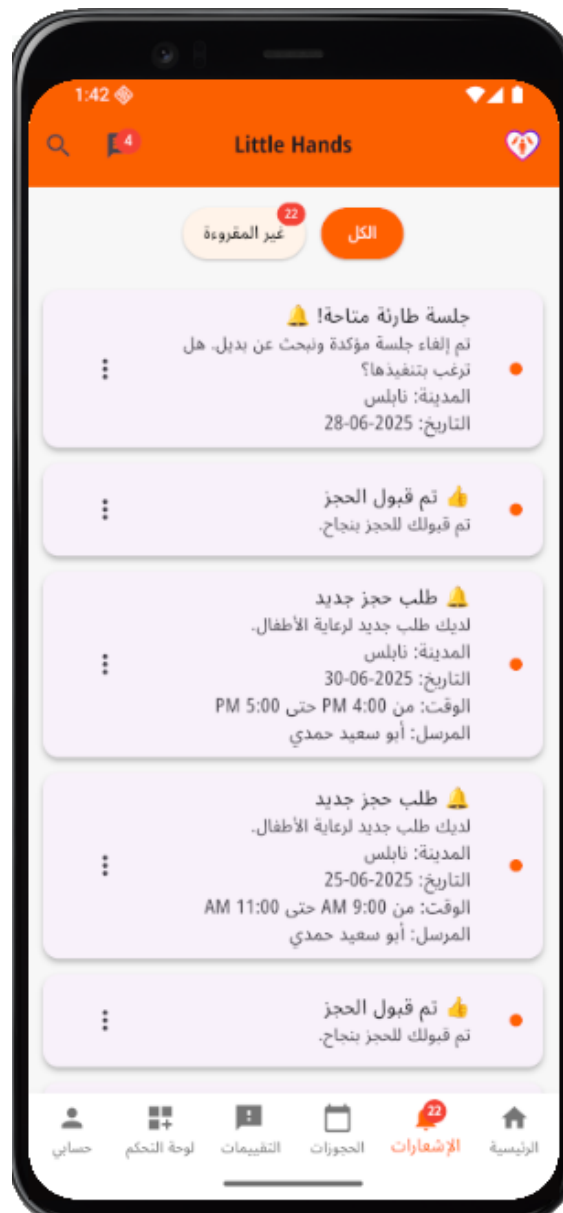 1:42
4
Little Hands
الكل
غير المقروءة
22
جلسة طارئة متاحة! 🔔
تم إلغاء جلسة مؤكدة ونبحث عن بديل. هل
ترغب بتنفيذها؟
المدينة: نابلس
التاريخ: 2025-06-28
👍 تم قبول الحجز
تم قبولك للحجز بنجاح.
🔔 طلب حجز جديد
لديك طلب جديد لرعاية الأطفال.
المدينة: نابلس
التاريخ: 2025-06-30
الوقت: من 4:00 PM حتى 5:00 PM
المرسل: أبو سعيد حمدي
🔔 طلب حجز جديد
لديك طلب جديد لرعاية الأطفال.
المدينة: نابلس
التاريخ: 2025-06-25
الوقت: من 9:00 AM حتى 11:00 AM
المرسل: أبو سعيد حمدي
👍 تم قبول الحجز
تم قبولك للحجز بنجاح.
22
الرئيسية
الإشعارات
الحجوزات
التقييمات
لوحة التحكم
حسابي